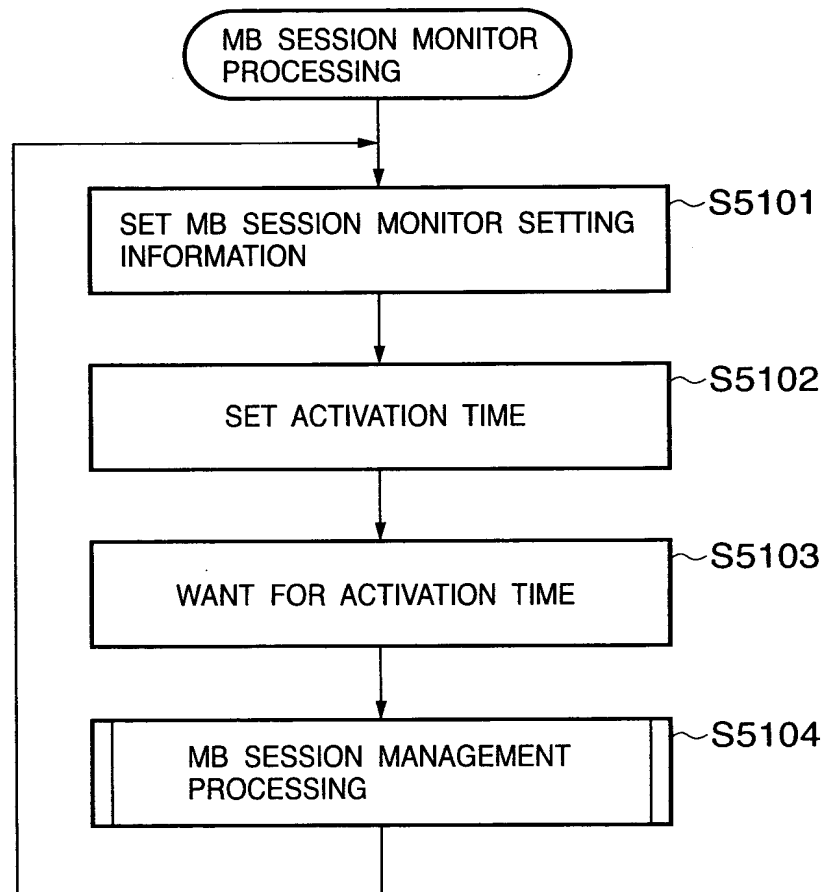 MB SESSION MONITOR
PROCESSING
S5101
SET MB SESSION MONITOR SETTING
INFORMATION
S5102
SET ACTIVATION TIME
S5103
WANT FOR ACTIVATION TIME
S5104
MB SESSION MANAGEMENT
PROCESSING